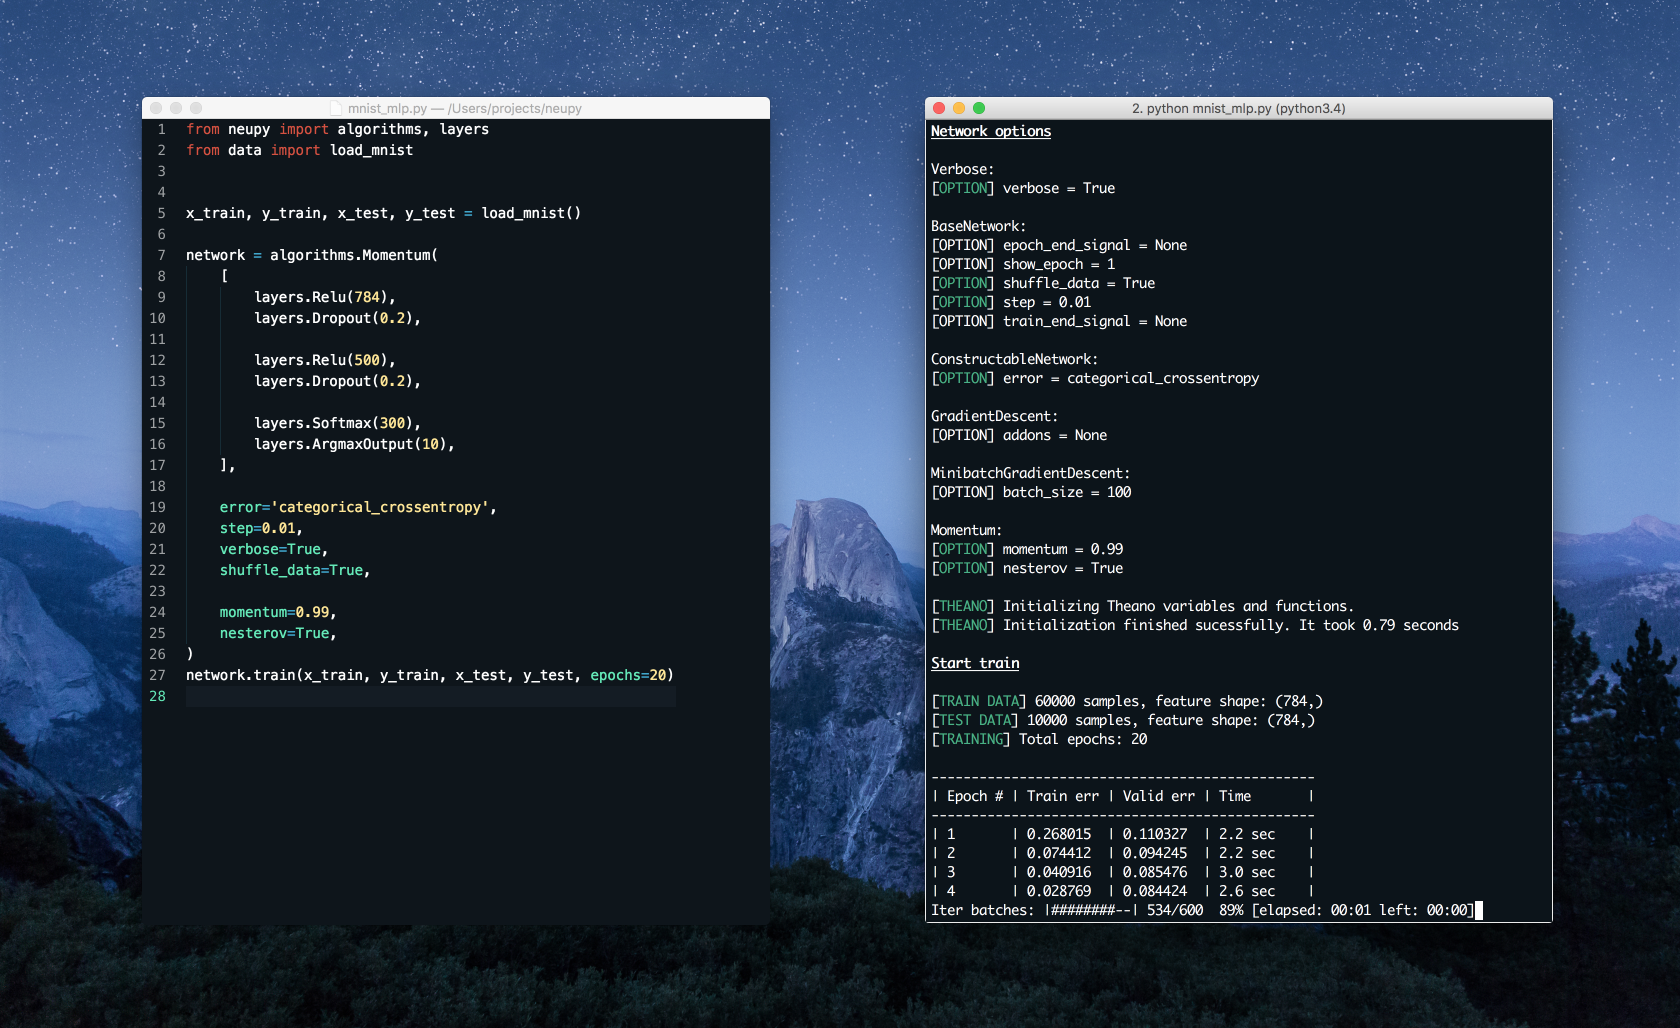 mnist_mlp.py — /Users/projects/neupy
1 from neupy import algorithms, layers
2 from data import load_mnist
3
4
5 x_train, y_train, x_test, y_test = load_mnist()
6
7 network = algorithms.Momentum(
8 [
9 layers.Relu(784),
10 layers.Dropout(0.2),
11
12 layers.Relu(500),
13 layers.Dropout(0.2),
14
15 layers.Softmax(300),
16 layers.ArgmaxOutput(10),
17 ],
18
19 error='categorical_crossentropy',
20 step=0.01,
21 verbose=True,
22 shuffle_data=True,
23
24 momentum=0.99,
25 nesterov=True,
26 )
27 network.train(x_train, y_train, x_test, y_test, epochs=20)
28
2. python mnist_mlp.py (python3.4)
Network options
Verbose:
[OPTION] verbose = True
BaseNetwork:
[OPTION] epoch_end_signal = None
[OPTION] show_epoch = 1
[OPTION] shuffle_data = True
[OPTION] step = 0.01
[OPTION] train_end_signal = None
ConstructableNetwork:
[OPTION] error = categorical_crossentropy
GradientDescent:
[OPTION] addons = None
MinibatchGradientDescent:
[OPTION] batch_size = 100
Momentum:
[OPTION] momentum = 0.99
[OPTION] nesterov = True
[THEANO] Initializing Theano variables and functions.
[THEANO] Initialization finished sucessfully. It took 0.79 seconds
Start train
[TRAIN DATA] 60000 samples, feature shape: (784,)
[TEST DATA] 10000 samples, feature shape: (784,)
[TRAINING] Total epochs: 20
------------------------------------------------
| Epoch # | Train err | Valid err | Time |
------------------------------------------------
| 1 | 0.268015 | 0.110327 | 2.2 sec |
| 2 | 0.074412 | 0.094245 | 2.2 sec |
| 3 | 0.040916 | 0.085476 | 3.0 sec |
| 4 | 0.028769 | 0.084424 | 2.6 sec |
Iter batches: |########--| 534/600 89% [elapsed: 00:01 left: 00:00]